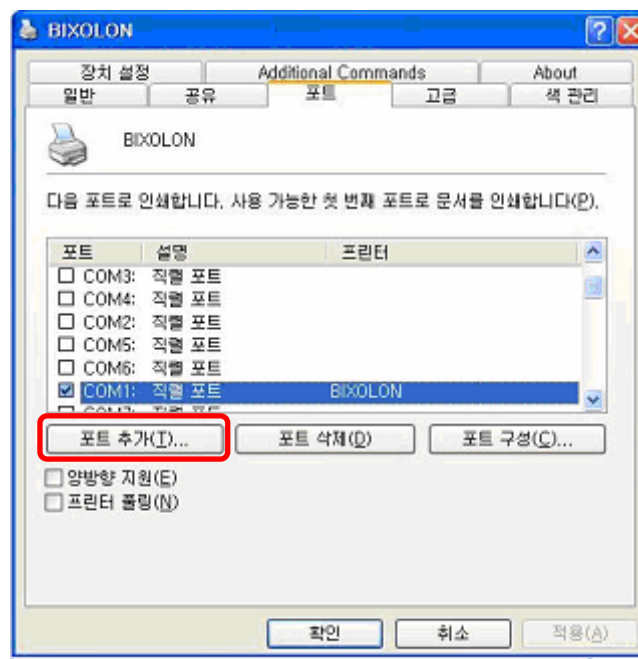 BIXOLON
장치 설정 Additional Commands About
일반 공유 포트 고급 색 관리
BIXOLON
다음 포트로 인쇄합니다. 사용 가능한 첫 번째 포트로 문서를 인쇄합니다(P).
포트 설명 프린터
COM3: 직렬 포트
COM4: 직렬 포트
COM2: 직렬 포트
COM5: 직렬 포트
COM6: 직렬 포트
COM1: 직렬 포트 BIXOLON
포트 추가(T)... 포트 삭제(D) 포트 구성(C)...
양방향 지원(E)
프린터 풀링(N)
확인 취소 적용(A)